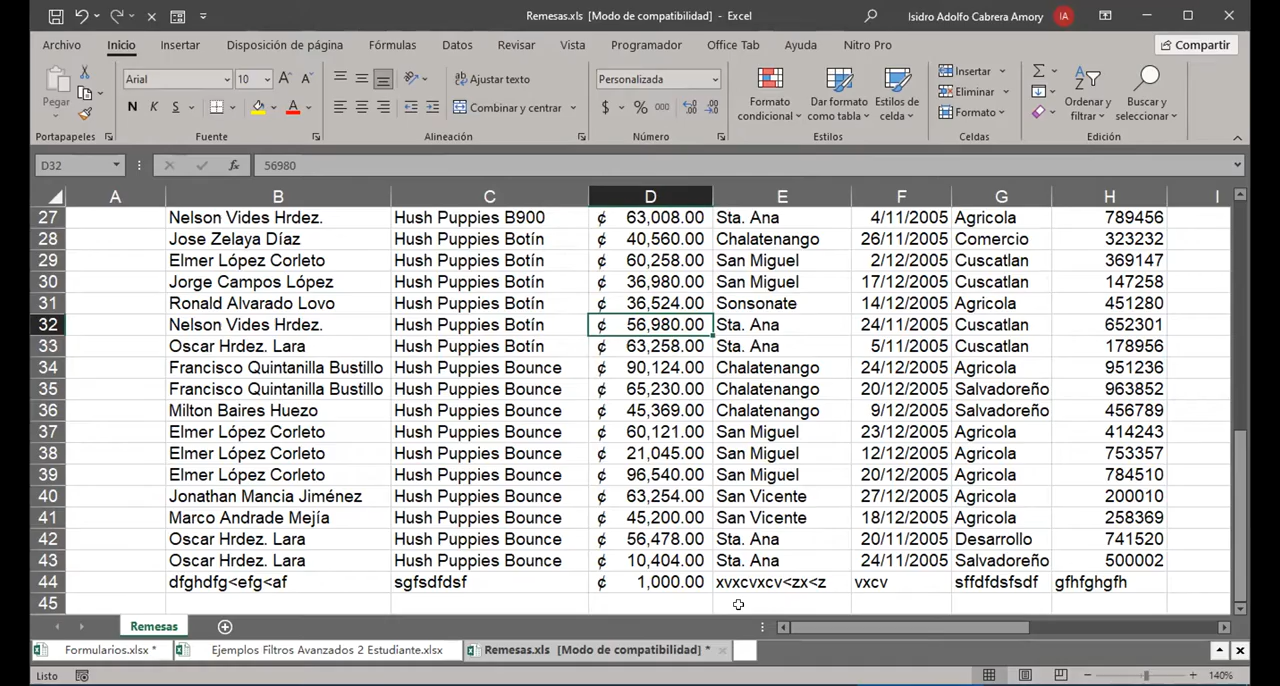 Remesas.xls [Modo de compatibilidad] - Excel
Isidro Adolfo Cabrera Amory IA
Archivo Inicio Insertar Disposición de página Fórmulas Datos Revisar Vista Programador Office Tab Ayuda Nitro Pro Compartir
Pegar
Arial 10
N K S
Ajustar texto
Combinar y centrar
Personalizada
$ % 000
Formato condicional
Dar formato como tabla
Estilos de celda
Insertar
Eliminar
Formato
Ordenar y filtrar
Buscar y seleccionar
Portapapeles Fuente Alineación Número Estilos Celdas Edición
D32 fx 56980
A B C D E F G H I
27 Nelson Vides Hrdez. Hush Puppies B900 ₡ 63,008.00 Sta. Ana 4/11/2005 Agricola 789456
28 Jose Zelaya Díaz Hush Puppies Botín ₡ 40,560.00 Chalatenango 26/11/2005 Comercio 323232
29 Elmer López Corleto Hush Puppies Botín ₡ 60,258.00 San Miguel 2/12/2005 Cuscatlan 369147
30 Jorge Campos López Hush Puppies Botín ₡ 36,980.00 San Miguel 17/12/2005 Cuscatlan 147258
31 Ronald Alvarado Lovo Hush Puppies Botín ₡ 36,524.00 Sonsonate 14/12/2005 Agricola 451280
32 Nelson Vides Hrdez. Hush Puppies Botín ₡ 56,980.00 Sta. Ana 24/11/2005 Cuscatlan 652301
33 Oscar Hrdez. Lara Hush Puppies Botín ₡ 63,258.00 Sta. Ana 5/11/2005 Cuscatlan 178956
34 Francisco Quintanilla Bustillo Hush Puppies Bounce ₡ 90,124.00 Chalatenango 24/12/2005 Agricola 951236
35 Francisco Quintanilla Bustillo Hush Puppies Bounce ₡ 65,230.00 Chalatenango 20/12/2005 Salvadoreño 963852
36 Milton Baires Huezo Hush Puppies Bounce ₡ 45,369.00 Chalatenango 9/12/2005 Salvadoreño 456789
37 Elmer López Corleto Hush Puppies Bounce ₡ 60,121.00 San Miguel 23/12/2005 Agricola 414243
38 Elmer López Corleto Hush Puppies Bounce ₡ 21,045.00 San Miguel 12/12/2005 Agricola 753357
39 Elmer López Corleto Hush Puppies Bounce ₡ 96,540.00 San Miguel 20/12/2005 Agricola 784510
40 Jonathan Mancia Jiménez Hush Puppies Bounce ₡ 63,254.00 San Vicente 27/12/2005 Agricola 200010
41 Marco Andrade Mejía Hush Puppies Bounce ₡ 45,200.00 San Vicente 18/12/2005 Agricola 258369
42 Oscar Hrdez. Lara Hush Puppies Bounce ₡ 56,478.00 Sta. Ana 20/11/2005 Desarrollo 741520
43 Oscar Hrdez. Lara Hush Puppies Bounce ₡ 10,404.00 Sta. Ana 24/11/2005 Salvadoreño 500002
44 dfghdfg<efg<af sgfsdfdsf ₡ 1,000.00 xvxcvxcv<zx<z vxcv sffdfdsfsdf gfhfghgfh
45
Remesas
Formularios.xlsx * Ejemplos Filtros Avanzados 2 Estudiante.xlsx Remesas.xls [Modo de compatibilidad] *
Listo 140%